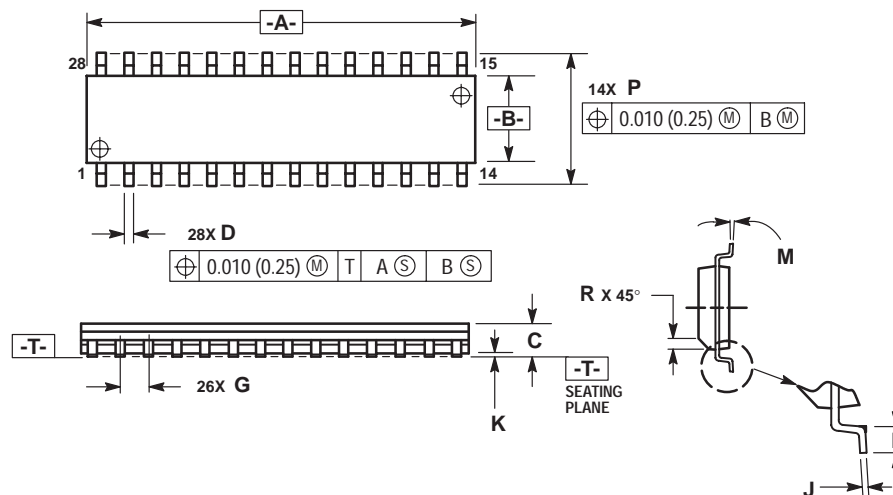 -A-
28
15
14X P
⌖ 0.010 (0.25) Ⓜ B Ⓜ
-B-
1
14
28X D
⌖ 0.010 (0.25) Ⓜ T A Ⓢ B Ⓢ
M
R X 45°
-T-
C
26X G
K
-T-
SEATING
PLANE
J